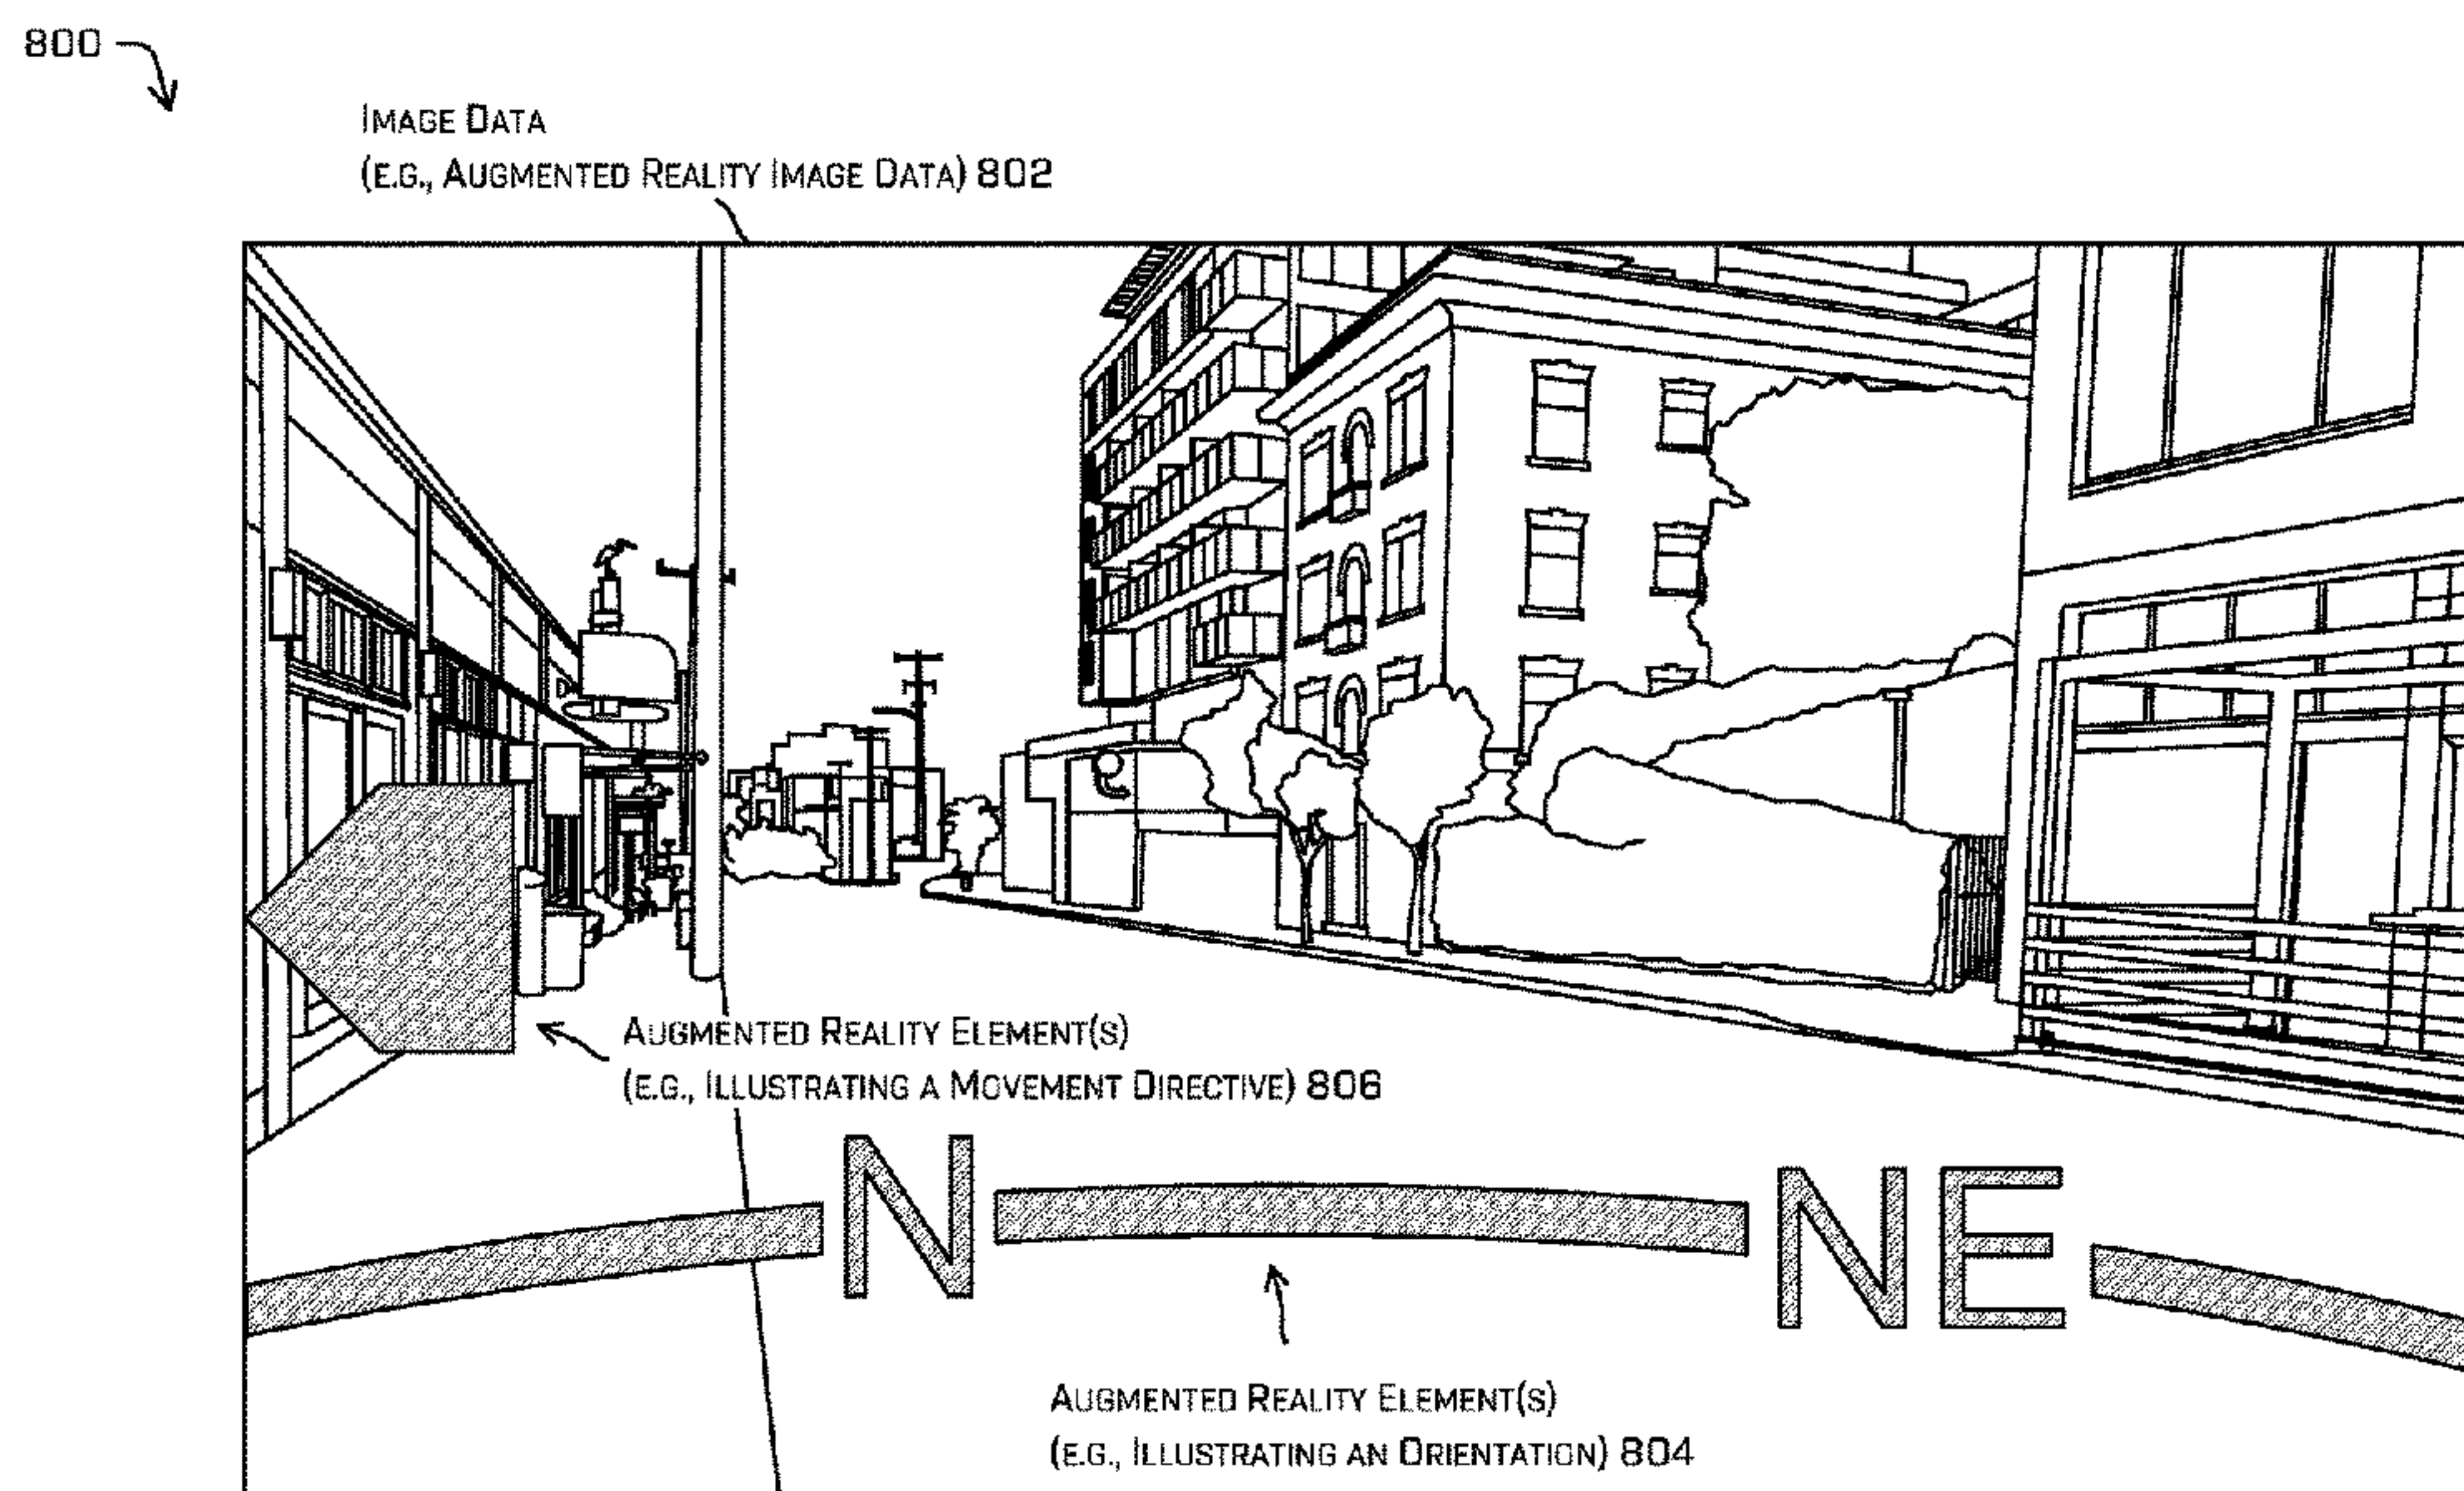 800
IMAGE DATA
(E.G., AUGMENTED REALITY IMAGE DATA) 802
AUGMENTED REALITY ELEMENT(S)
(E.G., ILLUSTRATING A MOVEMENT DIRECTIVE) 806
N
NE
AUGMENTED REALITY ELEMENT(S)
(E.G., ILLUSTRATING AN ORIENTATION) 804